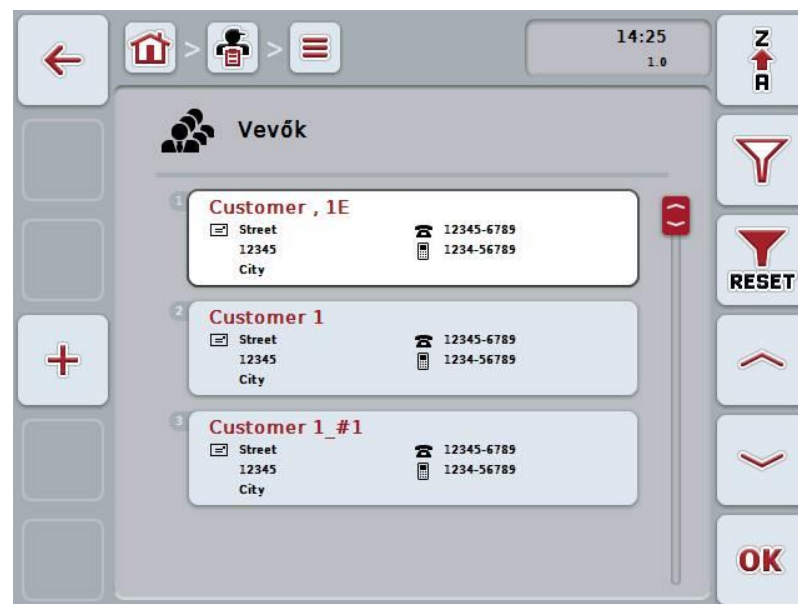 14:25
1.0
Z
A
Vevők
1
Customer , 1E
Street
12345-6789
12345
1234-56789
City
RESET
2
Customer 1
Street
12345-6789
12345
1234-56789
City
3
Customer 1_#1
Street
12345-6789
12345
1234-56789
City
OK